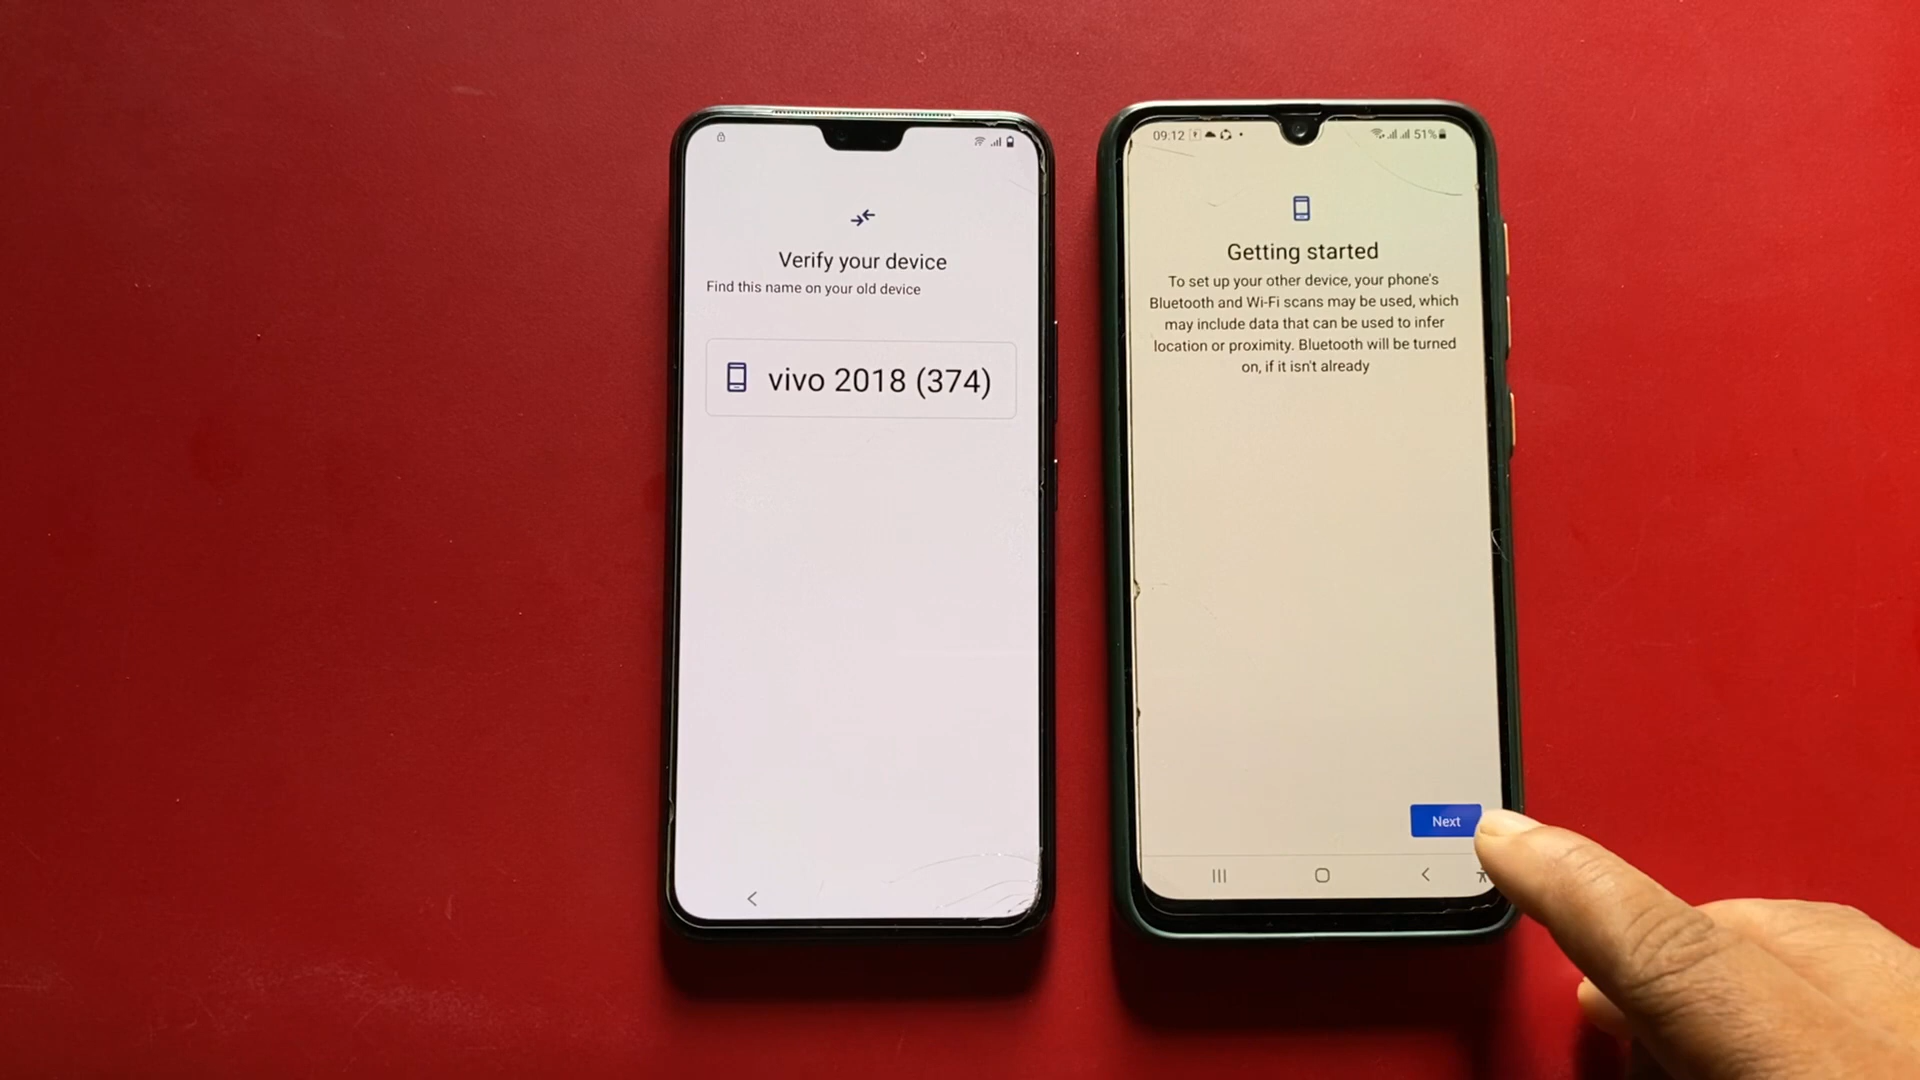 Verify your device
Find this name on your old device
vivo 2018 (374)
09:12
51%
Getting started
To set up your other device, your phone's
Bluetooth and Wi-Fi scans may be used, which
may include data that can be used to infer
location or proximity. Bluetooth will be turned
on, if it isn't already
Next